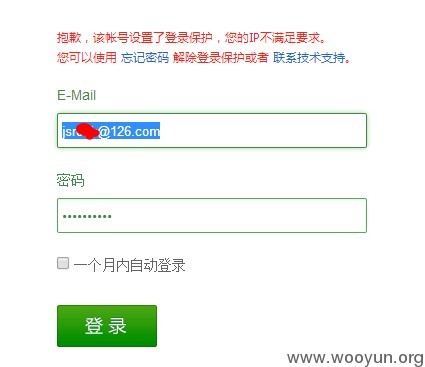 抱歉，该帐号设置了登录保护，您的IP不满足要求。
您可以使用 忘记密码 解除登录保护或者 联系技术支持。
E-Mail
@126.com
密码
••••••••••
一个月内自动登录
登 录
www.wooyun.org